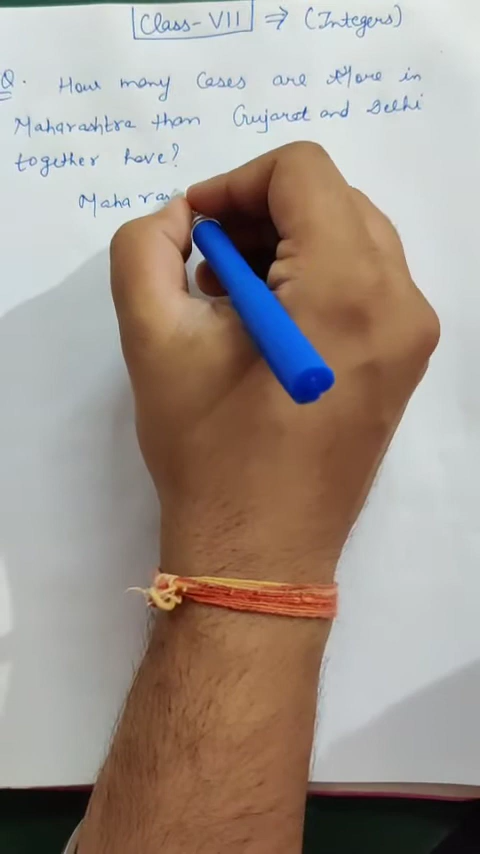 Class-VII ⇒ (Integers)
Q. How many Cases are More in
Maharashtra than Gujarat and Delhi
together have?
Maharas